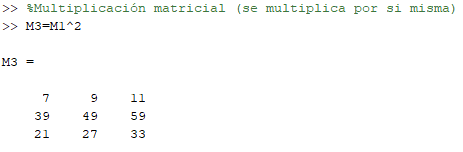 >> %Multiplicación matricial (se multiplica por si misma)
>> M3=M1^2
M3 =
7 9 11
39 49 59
21 27 33